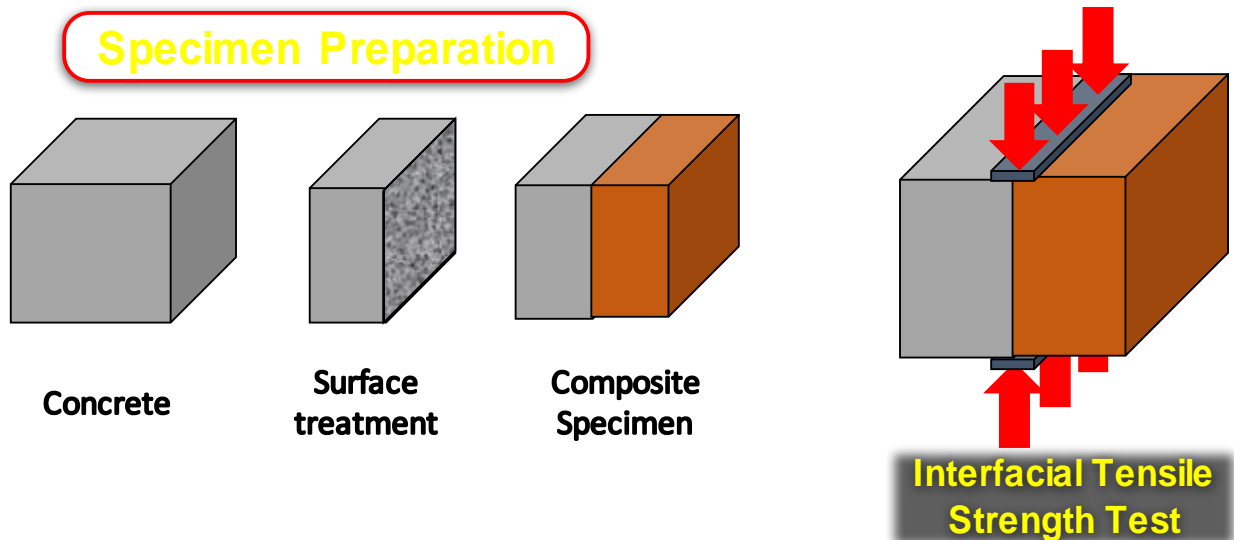 Specimen Preparation
Concrete
Surface
treatment
Composite
Specimen
Interfacial Tensile
Strength Test